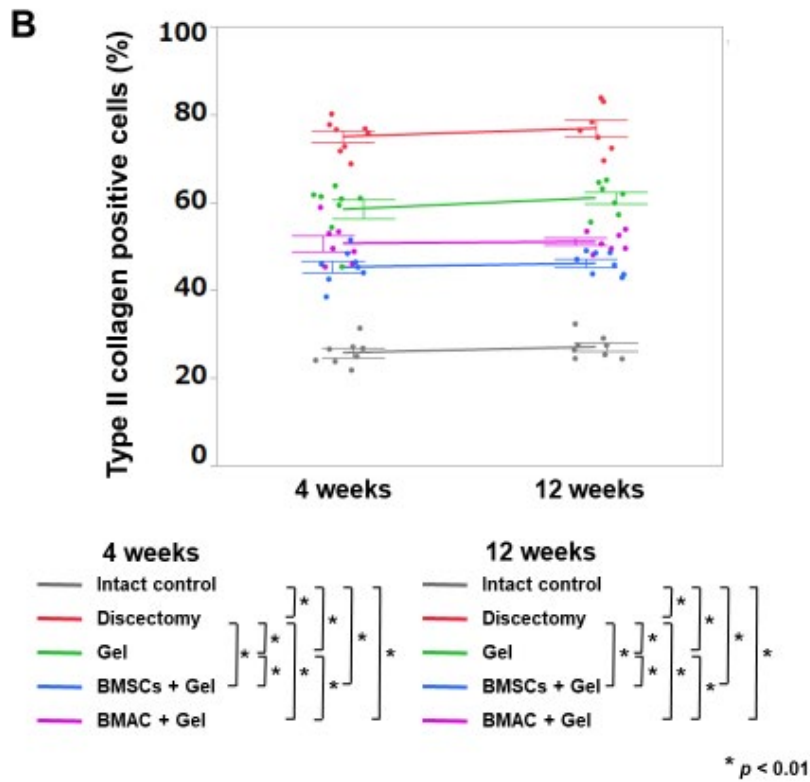 B
Type II collagen positive cells (%)
100
80
60
40
20
0
4 weeks 12 weeks
4 weeks
Intact control
Discectomy
Gel
BMSCs + Gel
BMAC + Gel
* * * * * * * * *
12 weeks
Intact control
Discectomy
Gel
BMSCs + Gel
BMAC + Gel
* * * * * * * * *
* p < 0.01